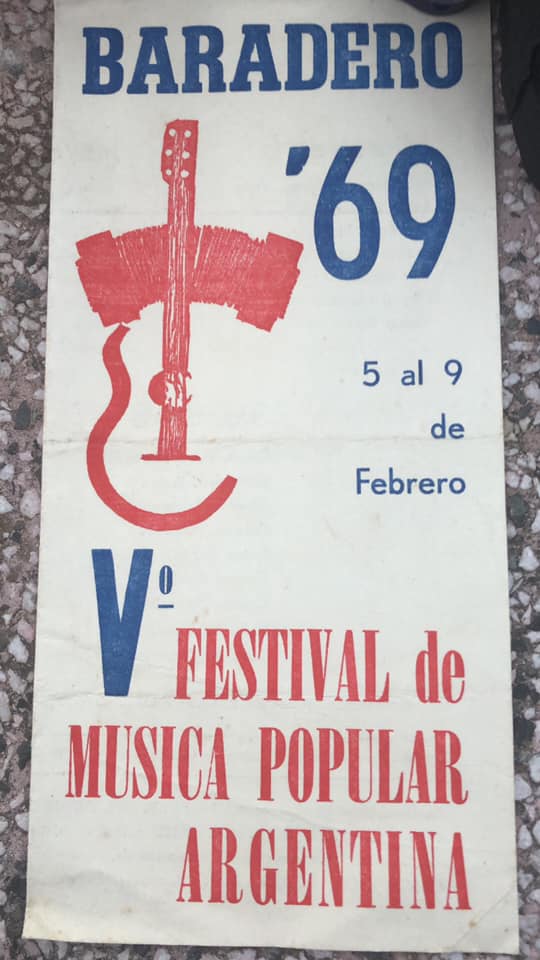 BARADERO
'69
5 al 9
de
Febrero
Vº FESTIVAL de
MUSICA POPULAR
ARGENTINA